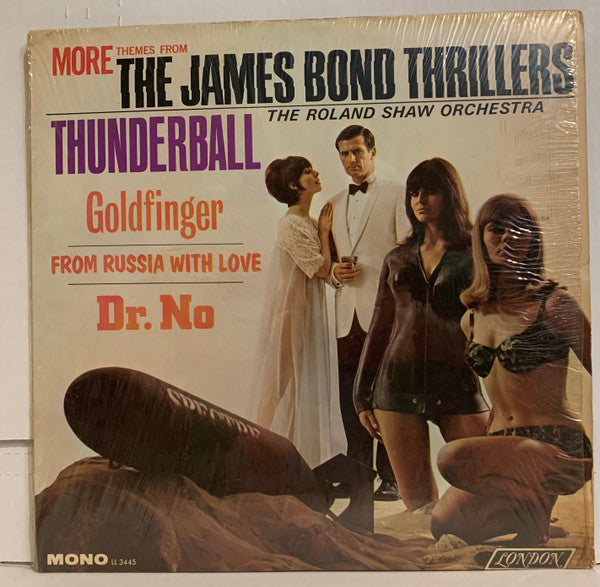 MORE THEMES FROM
THE JAMES BOND THRILLERS
THE ROLAND SHAW ORCHESTRA
THUNDERBALL
Goldfinger
FROM RUSSIA WITH LOVE
Dr. No
SPECTRE
MONO LL 3445
LONDON